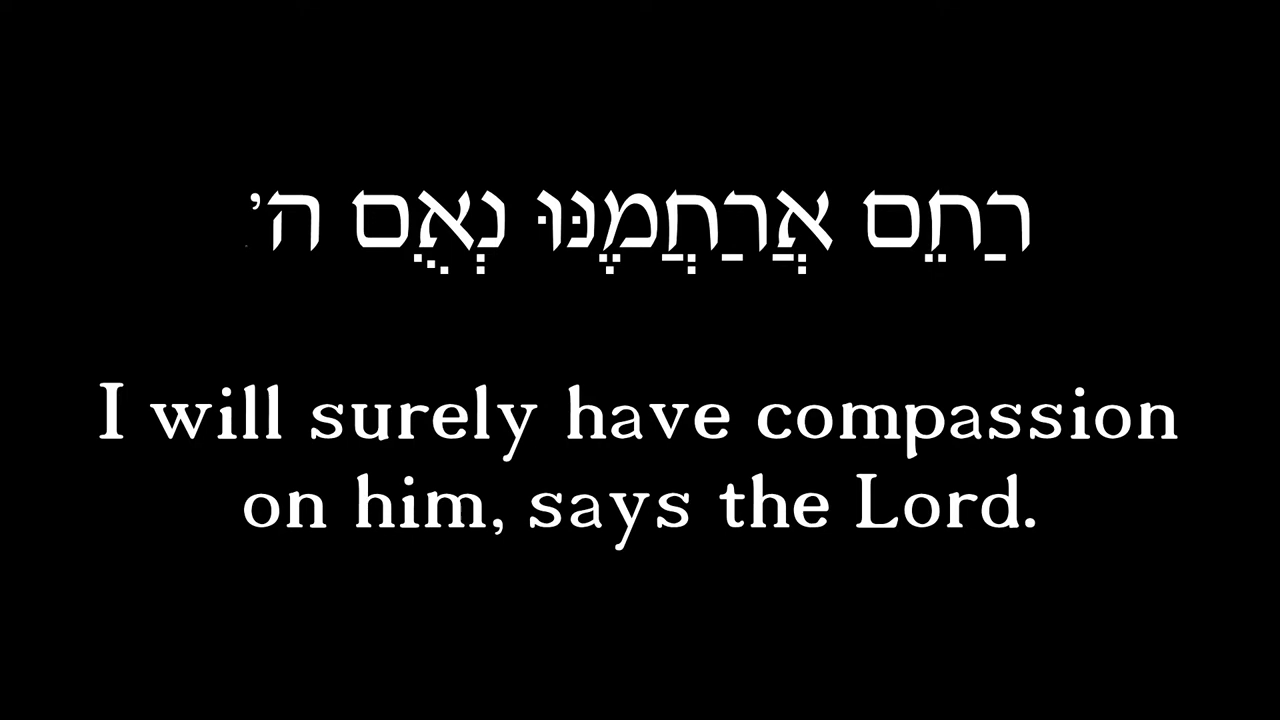 רַחֵם אֲרַחֲמֶנּוּ נְאֻם ה'
I will surely have compassion
on him, says the Lord.